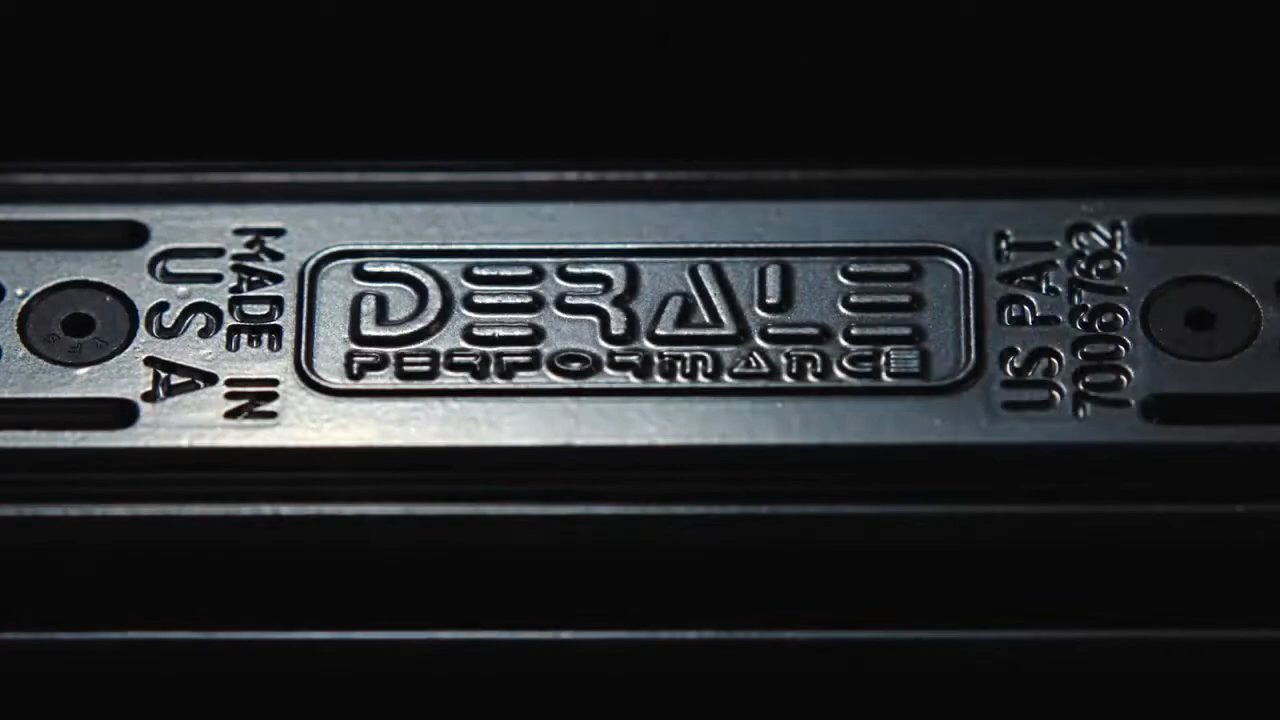 MADE IN
USA
DERALE
PERFORMANCE
US PAT
7006762